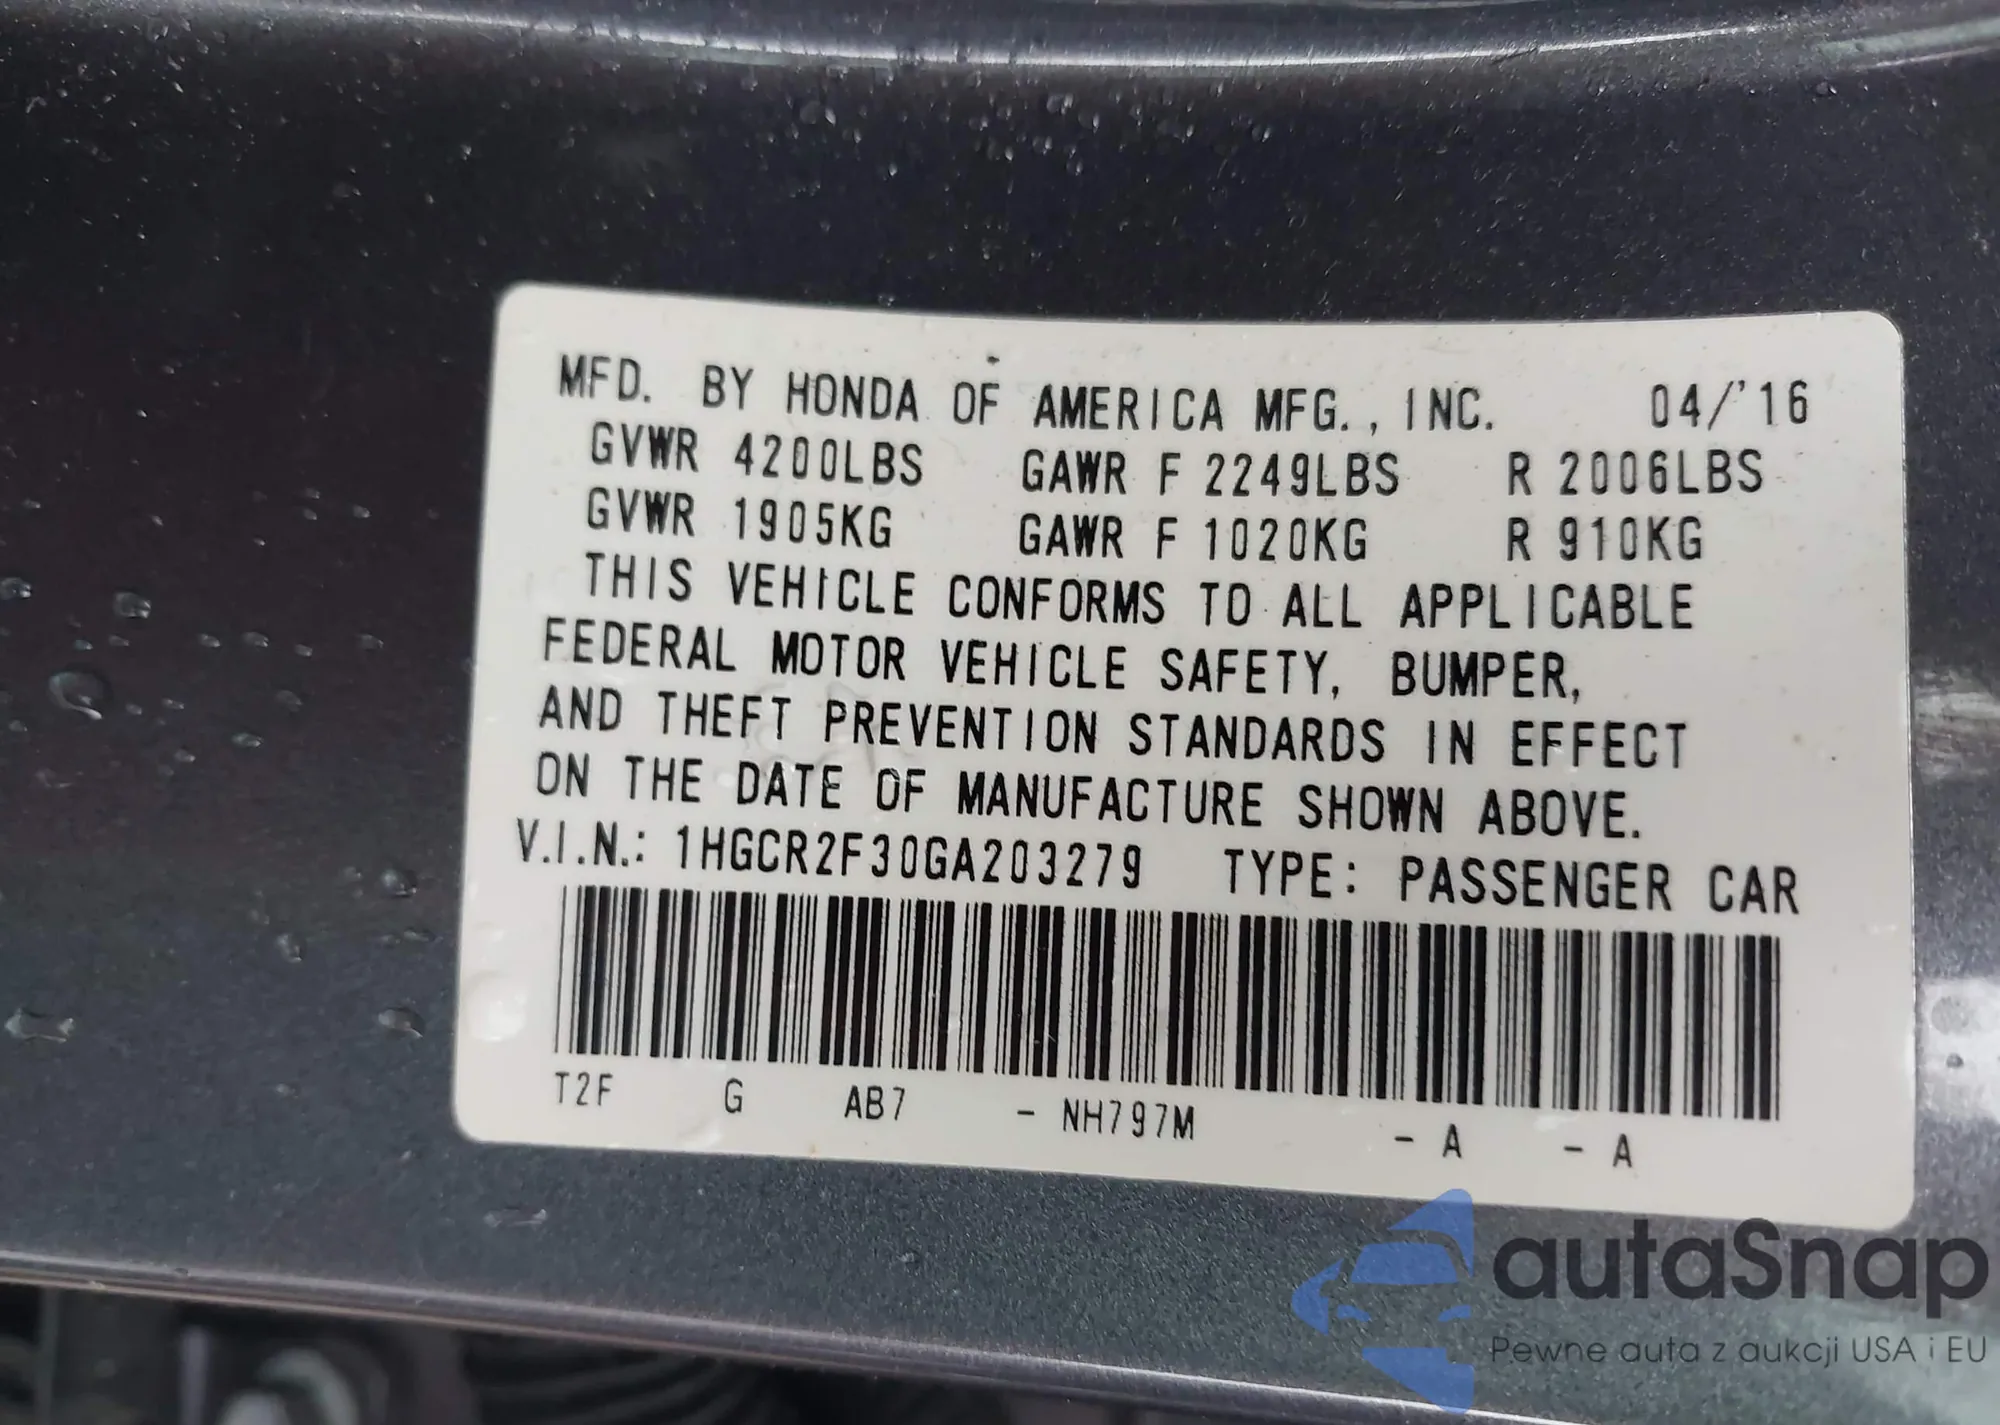 MFD. BY HONDA OF AMERICA MFG., INC. 04/'16
GVWR 4200LBS GAWR F 2249LBS R 2006LBS
GVWR 1905KG GAWR F 1020KG R 910KG
THIS VEHICLE CONFORMS TO ALL APPLICABLE
FEDERAL MOTOR VEHICLE SAFETY, BUMPER,
AND THEFT PREVENTION STANDARDS IN EFFECT
ON THE DATE OF MANUFACTURE SHOWN ABOVE.
V.I.N.: 1HGCR2F30GA203279 TYPE: PASSENGER CAR
T2F G AB7 - NH797M - A - A
autaSnap
Pewne auta z aukcji USA i EU